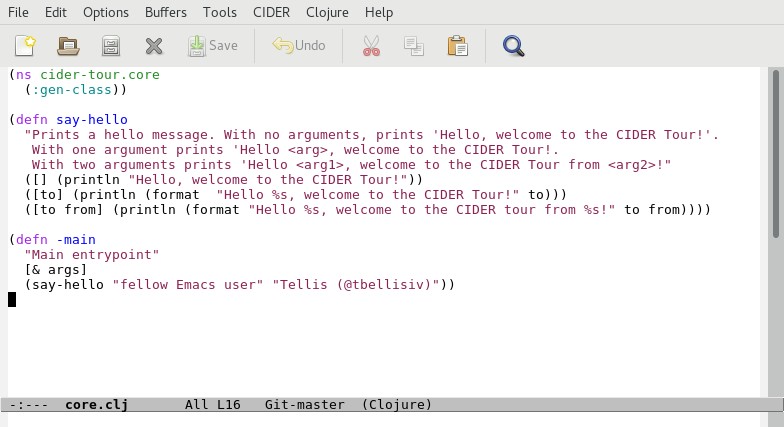 File Edit Options Buffers Tools CIDER Clojure Help
Save Undo
(ns cider-tour.core
  (:gen-class))
(defn say-hello
  "Prints a hello message. With no arguments, prints 'Hello, welcome to the CIDER Tour!'.
   With one argument prints 'Hello <arg>, welcome to the CIDER Tour!.
   With two arguments prints 'Hello <arg1>, welcome to the CIDER Tour from <arg2>!"
  ([] (println "Hello, welcome to the CIDER Tour!"))
  ([to] (println (format  "Hello %s, welcome to the CIDER Tour!" to)))
  ([to from] (println (format "Hello %s, welcome to the CIDER tour from %s!" to from))))
(defn -main
  "Main entrypoint"
  [& args]
  (say-hello "fellow Emacs user" "Tellis (@tbellisiv)"))
-:---  core.clj       All L16   Git-master  (Clojure)